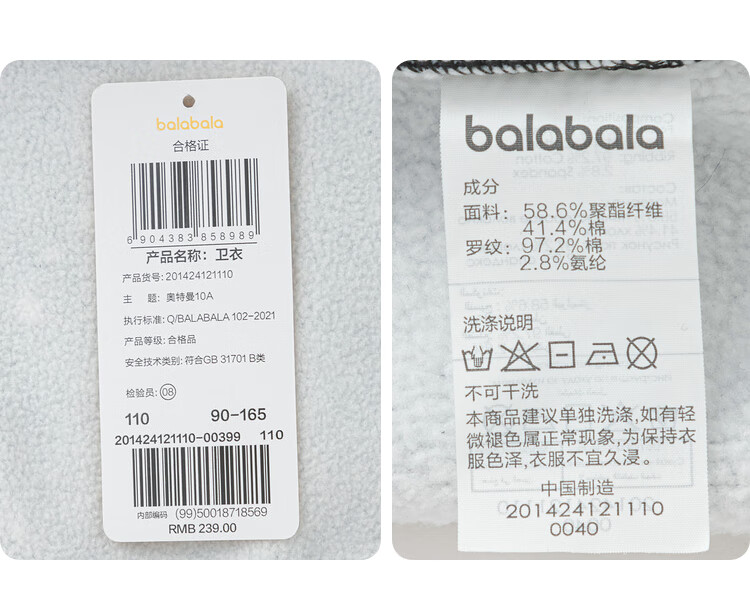 balabala
合格证
6 904383 858989
产品名称：卫衣
产品货号：201424121110
主 题：奥特曼10A
执行标准：Q/BALABALA 102-2021
产品等级：合格品
安全技术类别：符合GB 31701 B类
检验员：08
110 90-165
201424121110-00399 110
内部编码 (99)50018718569
RMB 239.00
balabala
成分
面料： 58.6%聚酯纤维
41.4%棉
罗纹：97.2%棉
2.8%氨纶
洗涤说明
不可干洗
本商品建议单独洗涤,如有轻
微褪色属正常现象,为保持衣
服色泽,衣服不宜久浸。
中国制造
201424121110
0040